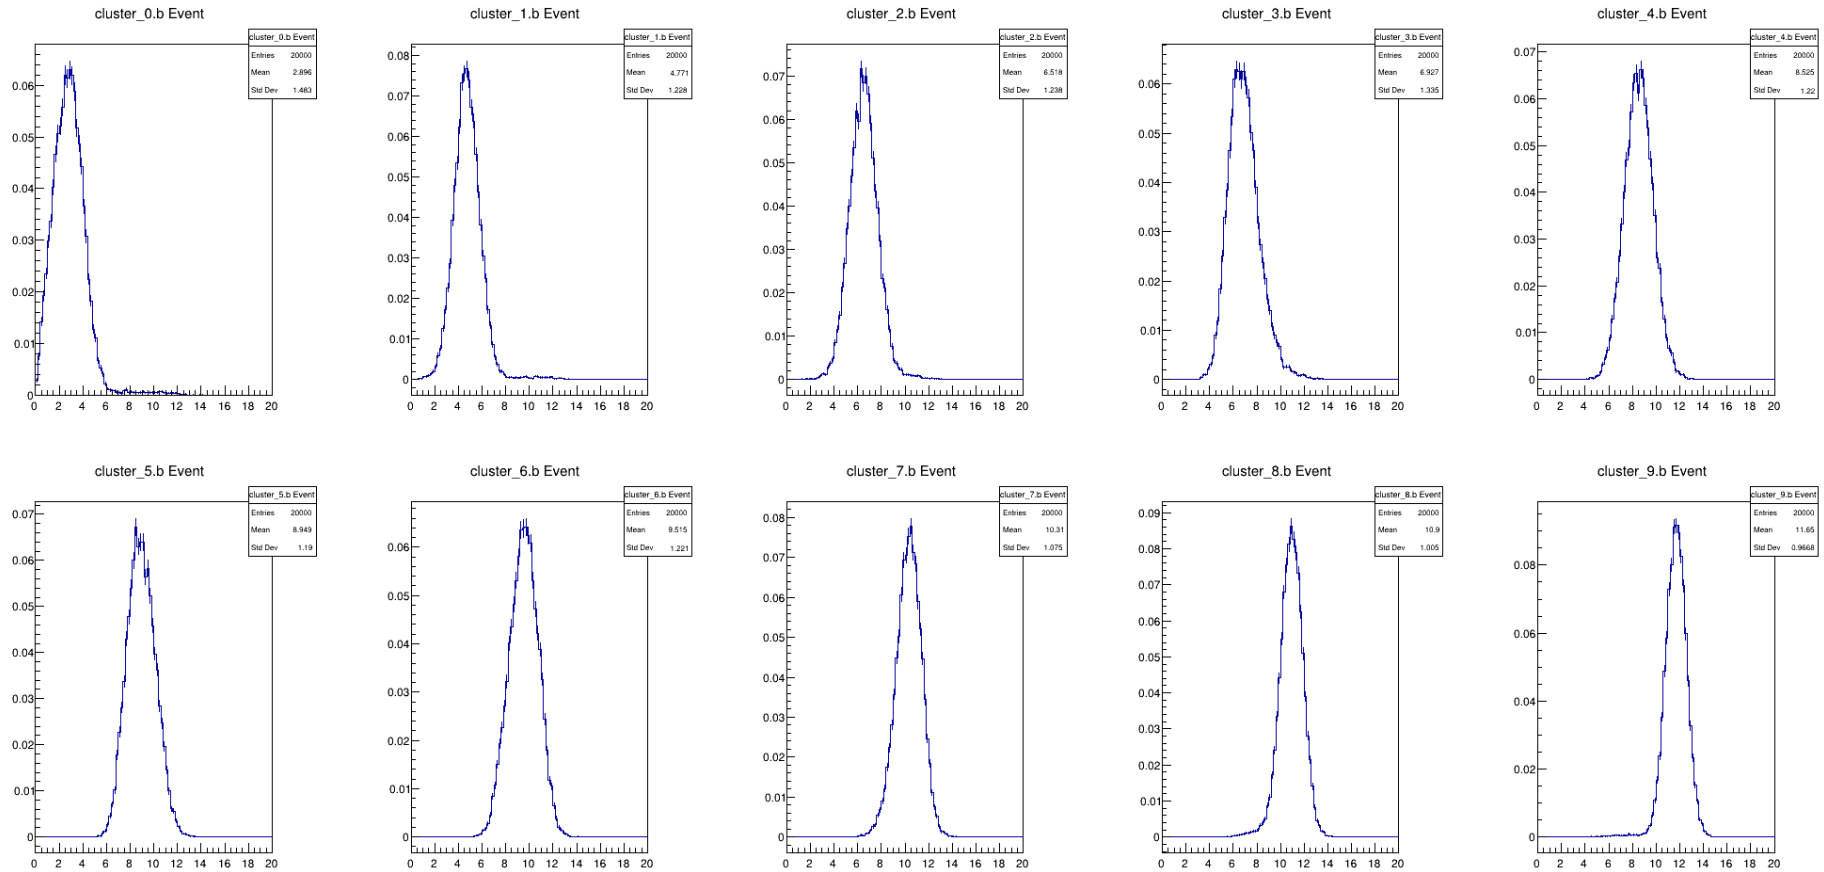 cluster_0.b Event
cluster_0.b Event
Entries 20000
Mean 2.896
Std Dev 1.483
0.06
0.05
0.04
0.03
0.02
0.01
0
0 2 4 6 8 10 12 14 16 18 20
cluster_1.b Event
cluster_1.b Event
Entries 20000
Mean 4.771
Std Dev 1.228
0.08
0.07
0.06
0.05
0.04
0.03
0.02
0.01
0
0 2 4 6 8 10 12 14 16 18 20
cluster_2.b Event
cluster_2.b Event
Entries 20000
Mean 6.518
Std Dev 1.238
0.07
0.06
0.05
0.04
0.03
0.02
0.01
0
0 2 4 6 8 10 12 14 16 18 20
cluster_3.b Event
cluster_3.b Event
Entries 20000
Mean 6.927
Std Dev 1.335
0.06
0.05
0.04
0.03
0.02
0.01
0
0 2 4 6 8 10 12 14 16 18 20
cluster_4.b Event
cluster_4.b Event
Entries 20000
Mean 8.525
Std Dev 1.22
0.07
0.06
0.05
0.04
0.03
0.02
0.01
0
0 2 4 6 8 10 12 14 16 18 20
cluster_5.b Event
cluster_5.b Event
Entries 20000
Mean 8.949
Std Dev 1.19
0.07
0.06
0.05
0.04
0.03
0.02
0.01
0
0 2 4 6 8 10 12 14 16 18 20
cluster_6.b Event
cluster_6.b Event
Entries 20000
Mean 9.515
Std Dev 1.221
0.06
0.05
0.04
0.03
0.02
0.01
0
0 2 4 6 8 10 12 14 16 18 20
cluster_7.b Event
cluster_7.b Event
Entries 20000
Mean 10.31
Std Dev 1.075
0.08
0.07
0.06
0.05
0.04
0.03
0.02
0.01
0
0 2 4 6 8 10 12 14 16 18 20
cluster_8.b Event
cluster_8.b Event
Entries 20000
Mean 10.9
Std Dev 1.005
0.09
0.08
0.07
0.06
0.05
0.04
0.03
0.02
0.01
0
0 2 4 6 8 10 12 14 16 18 20
cluster_9.b Event
cluster_9.b Event
Entries 20000
Mean 11.65
Std Dev 0.9668
0.08
0.06
0.04
0.02
0
0 2 4 6 8 10 12 14 16 18 20